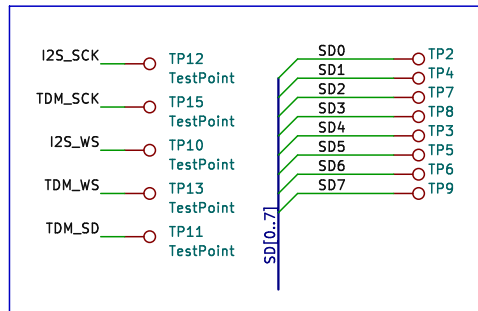 I2S_SCK
TP12
TestPoint
TDM_SCK
TP15
TestPoint
I2S_WS
TP10
TestPoint
TDM_WS
TP13
TestPoint
TDM_SD
TP11
TestPoint
SD0 TP2
SD1 TP4
SD2 TP7
SD3 TP8
SD4 TP3
SD5 TP5
SD6 TP6
SD7 TP9
SD[0..7]